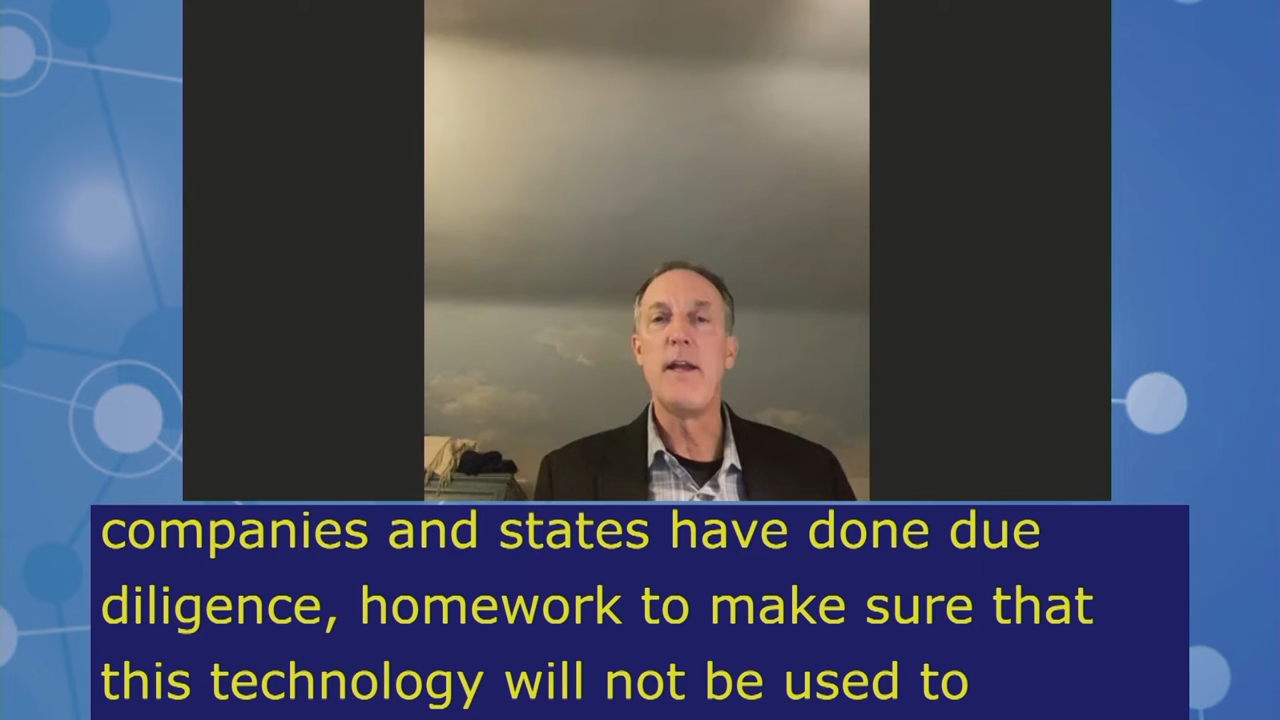 companies and states have done due
diligence, homework to make sure that
this technology will not be used to